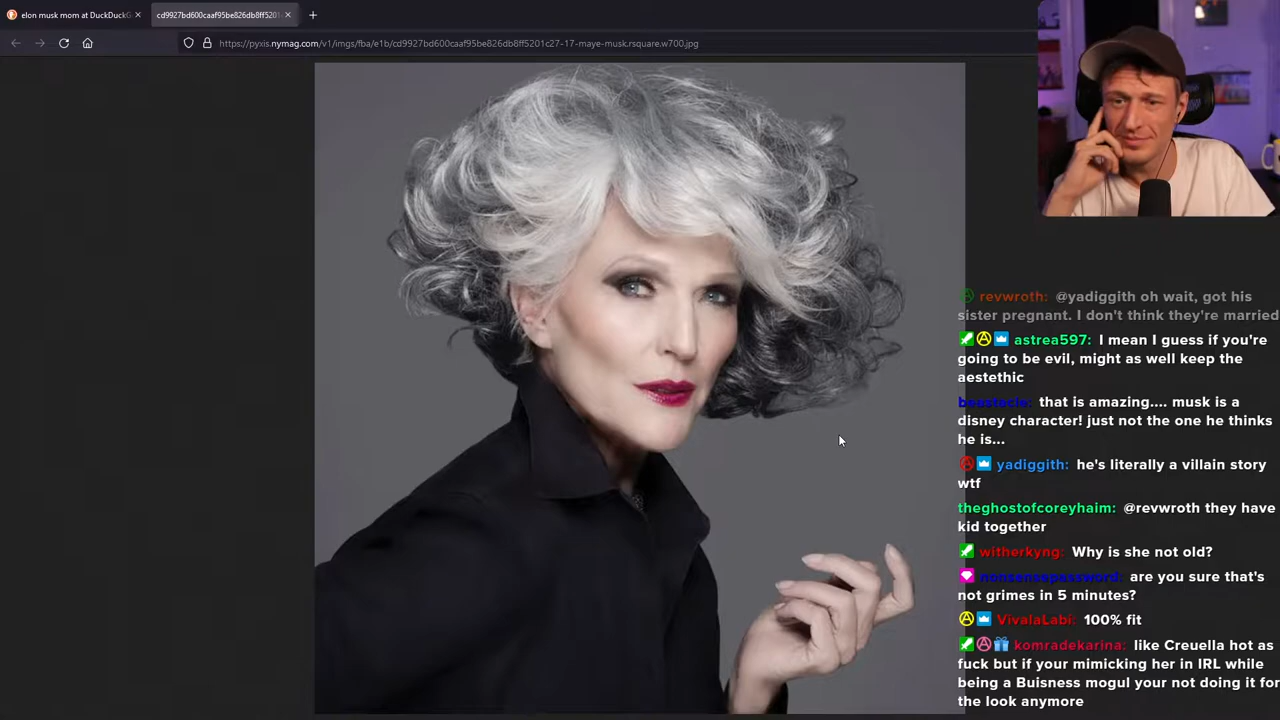 elon musk mom at DuckDuckG
cd9927bd600caaf95be826db8ff5201
https://pyxis.nymag.com/v1/imgs/fba/e1b/cd9927bd600caaf95be826db8ff5201c27-17-maye-musk.rsquare.w700.jpg
revwroth: @yadiggith oh wait, got his
sister pregnant. I don't think they're married
astrea597: I mean I guess if you're
going to be evil, might as well keep the
aestethic
that is amazing.... musk is a
disney character! just not the one he thinks
he is...
yadiggith: he's literally a villain story
wtf
theghostofcoreyhaim: @revwroth they have
kid together
witherkyng: Why is she not old?
nonsensepassword: are you sure that's
not grimes in 5 minutes?
VivalaLabi: 100% fit
komradekarina: like Creuella hot as
fuck but if your mimicking her in IRL while
being a Buisness mogul your not doing it for
the look anymore